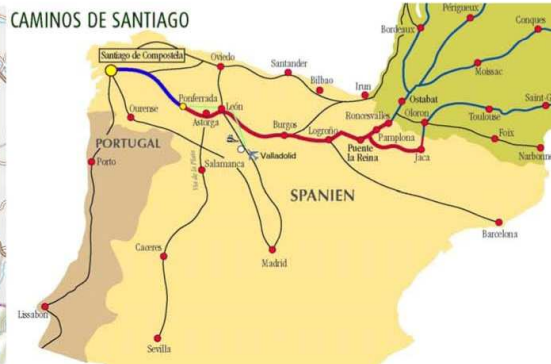 CAMINOS DE SANTIAGO
Périgueux
Bordeaux
Conques
Santiago de Compostela
Oviedo
Santander
Moissac
Bilbao
Irun
Ostabat
Saint-G
Ponferrada
León
Roncesvalles
Oloron
Toulouse
Ourense
Astorga
Burgos
Logroño
Pamplona
Foix
PORTUGAL
Puente
la Reina
Jaca
Narbonn
Valladolid
Porto
Via de la Plata
Salamanca
SPANIEN
Barcelona
Caceres
Madrid
Lissabon
Sevilla